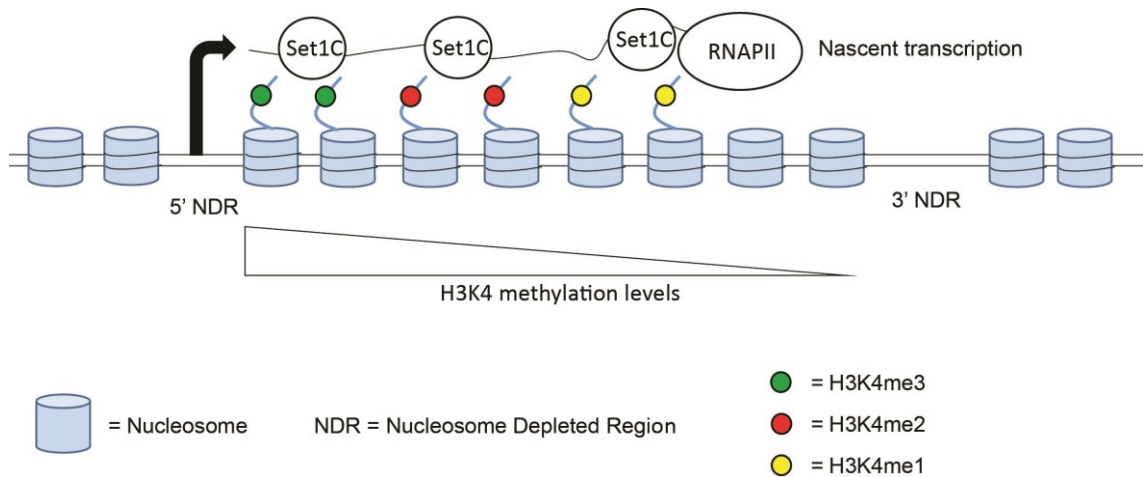 Set1C
Set1C
Set1C
RNAPII
Nascent transcription
5' NDR
3' NDR
H3K4 methylation levels
= Nucleosome
NDR = Nucleosome Depleted Region
= H3K4me3
= H3K4me2
= H3K4me1